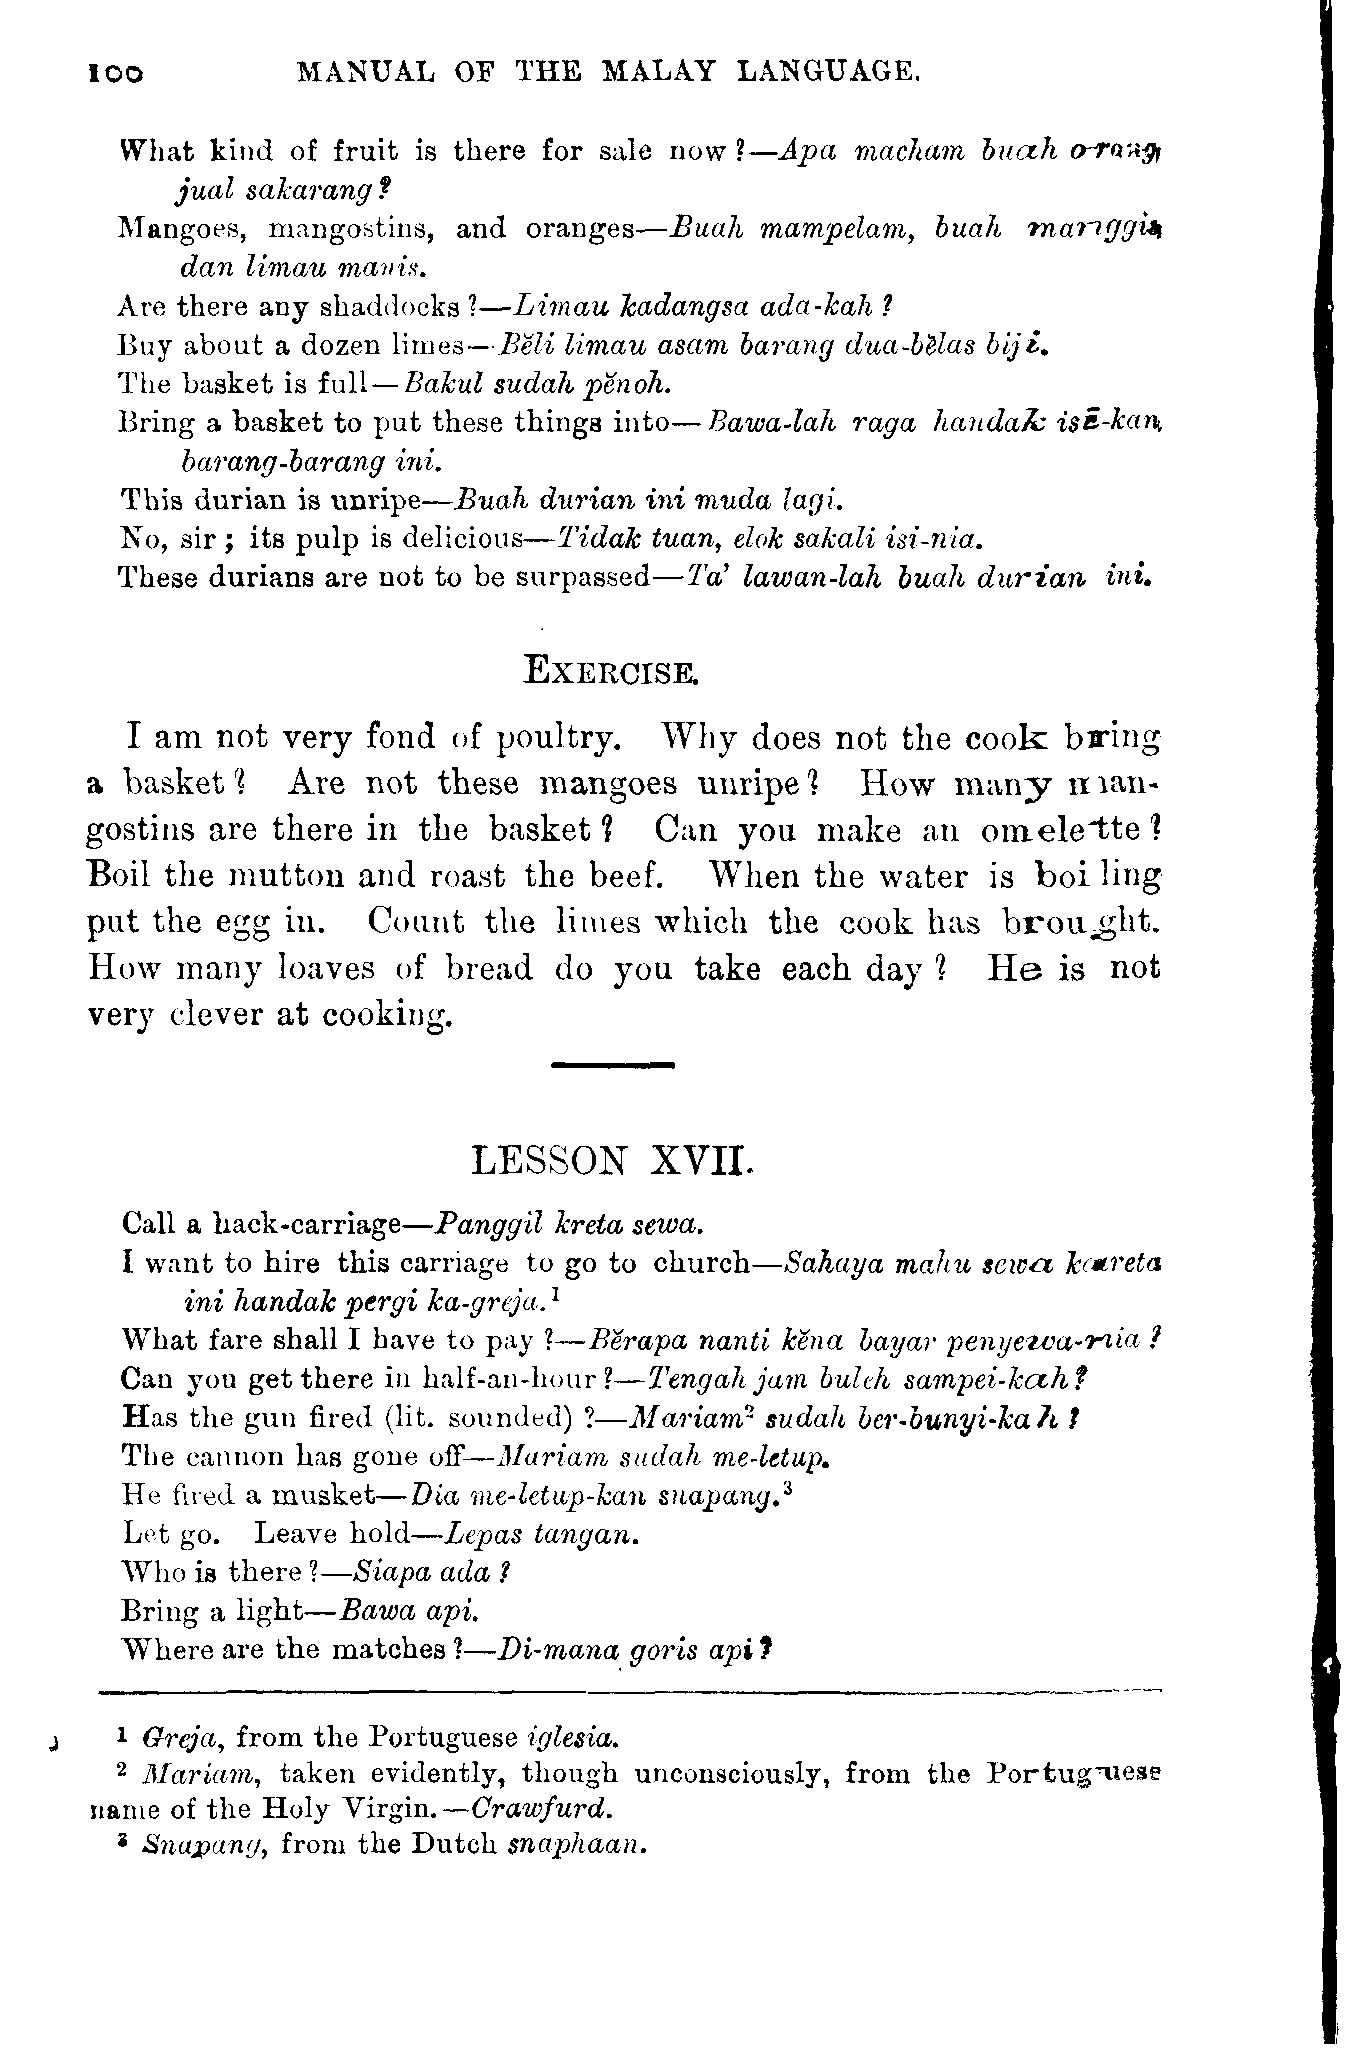 100 MANUAL OF THE MALAY LANGUAGE.
What kind of fruit is there for sale now?—Apa macham buah orang
jual sakarang?
Mangoes, mangostins, and oranges—Buah mampelam, buah manggis
dan limau manis.
Are there any shaddocks?—Limau kadangsa ada-kah?
Buy about a dozen limes—Bĕli limau asam barang dua-bĕlas biji.
The basket is full—Bakul sudah pĕnoh.
Bring a basket to put these things into—Bawa-lah raga handak isī-kan
barang-barang ini.
This durian is unripe—Buah durian ini muda lagi.
No, sir; its pulp is delicious—Tidak tuan, elok sakali isi-nia.
These durians are not to be surpassed—Ta' lawan-lah buah durian ini.
EXERCISE.
I am not very fond of poultry. Why does not the cook bring
a basket? Are not these mangoes unripe? How many man-
gostins are there in the basket? Can you make an omelette?
Boil the mutton and roast the beef. When the water is boiling
put the egg in. Count the limes which the cook has brought.
How many loaves of bread do you take each day? He is not
very clever at cooking.
LESSON XVII.
Call a hack-carriage—Panggil kreta sewa.
I want to hire this carriage to go to church—Sahaya mahu sewa kareta
ini handak pergi ka-greja.¹
What fare shall I have to pay?—Bĕrapa nanti kĕna bayar penyewa-nia?
Can you get there in half-an-hour?—Tengah jam buleh sampei-kah?
Has the gun fired (lit. sounded)?—Mariam² sudah ber-bunyi-kah?
The cannon has gone off—Mariam sudah me-letup.
He fired a musket—Dia me-letup-kan snapang.³
Let go. Leave hold—Lepas tangan.
Who is there?—Siapa ada?
Bring a light—Bawa api.
Where are the matches?—Di-mana goris api?
¹ Greja, from the Portuguese iglesia.
² Mariam, taken evidently, though unconsciously, from the Portuguese
name of the Holy Virgin.—Crawfurd.
³ Snapang, from the Dutch snaphaan.